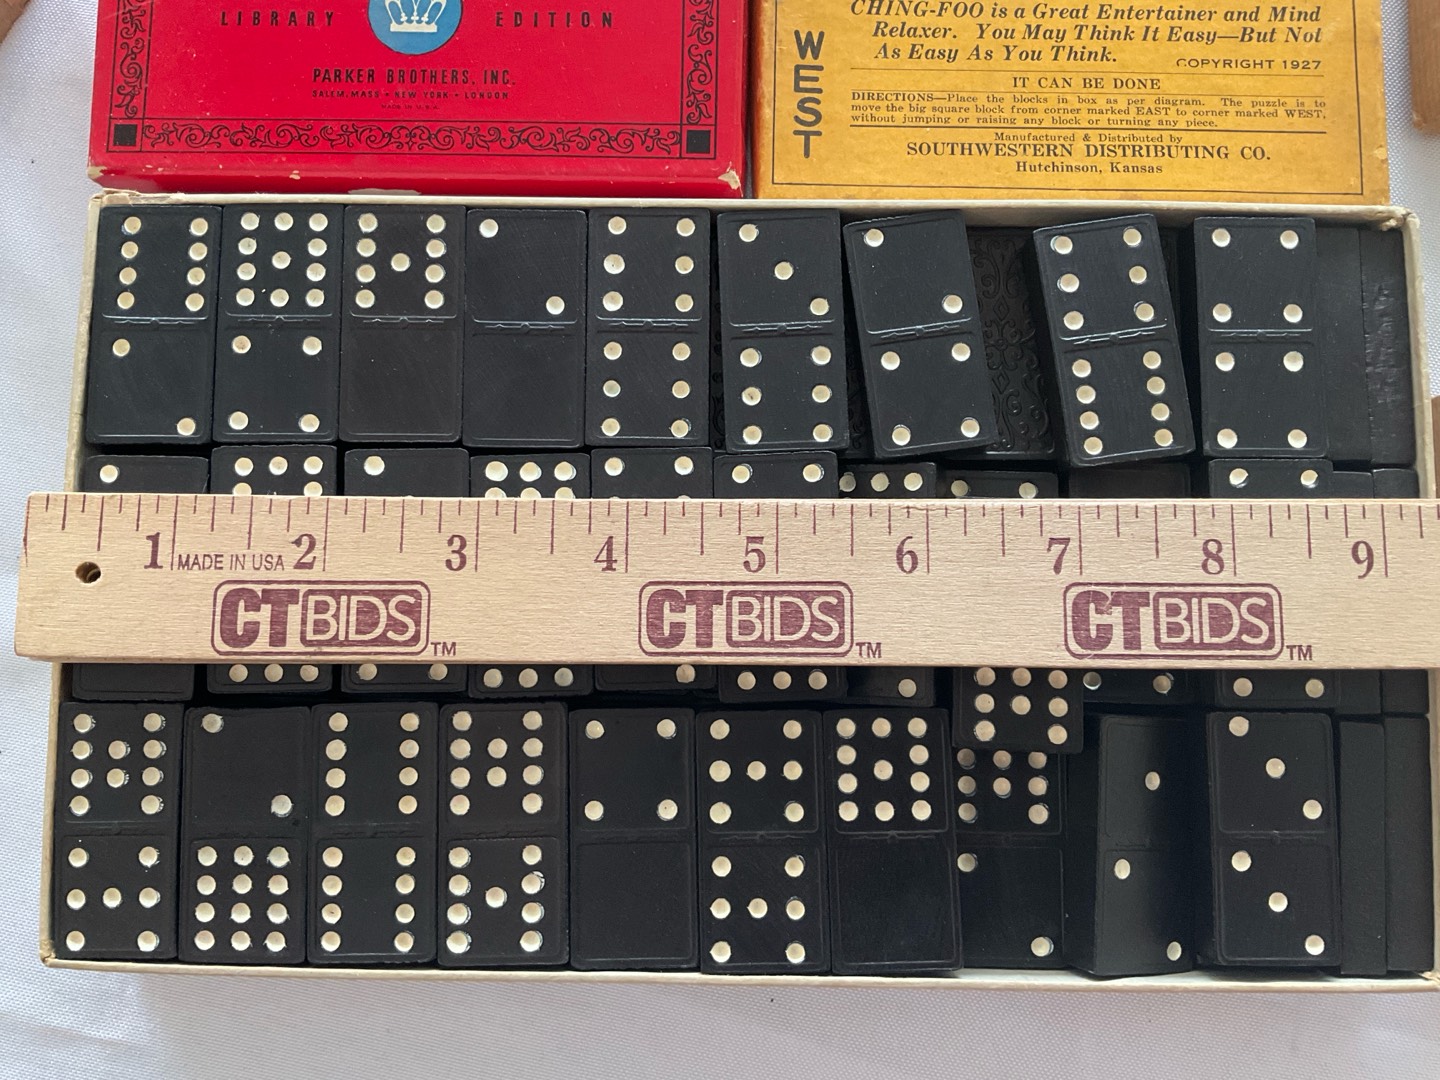 LIBRARY EDITION
PARKER BROTHERS, INC.
SALEM, MASS • NEW YORK • LONDON
MADE IN U.S.A.
CHING-FOO is a Great Entertainer and Mind
Relaxer. You May Think It Easy—But Not
As Easy As You Think.
COPYRIGHT 1927
WEST
IT CAN BE DONE
DIRECTIONS—Place the blocks in box as per diagram. The puzzle is to
move the big square block from corner marked EAST to corner marked WEST,
without jumping or raising any block or turning any piece.
Manufactured & Distributed by
SOUTHWESTERN DISTRIBUTING CO.
Hutchinson, Kansas
1 MADE IN USA 2 3 4 5 6 7 8 9
CTBIDS™ CTBIDS™ CTBIDS™